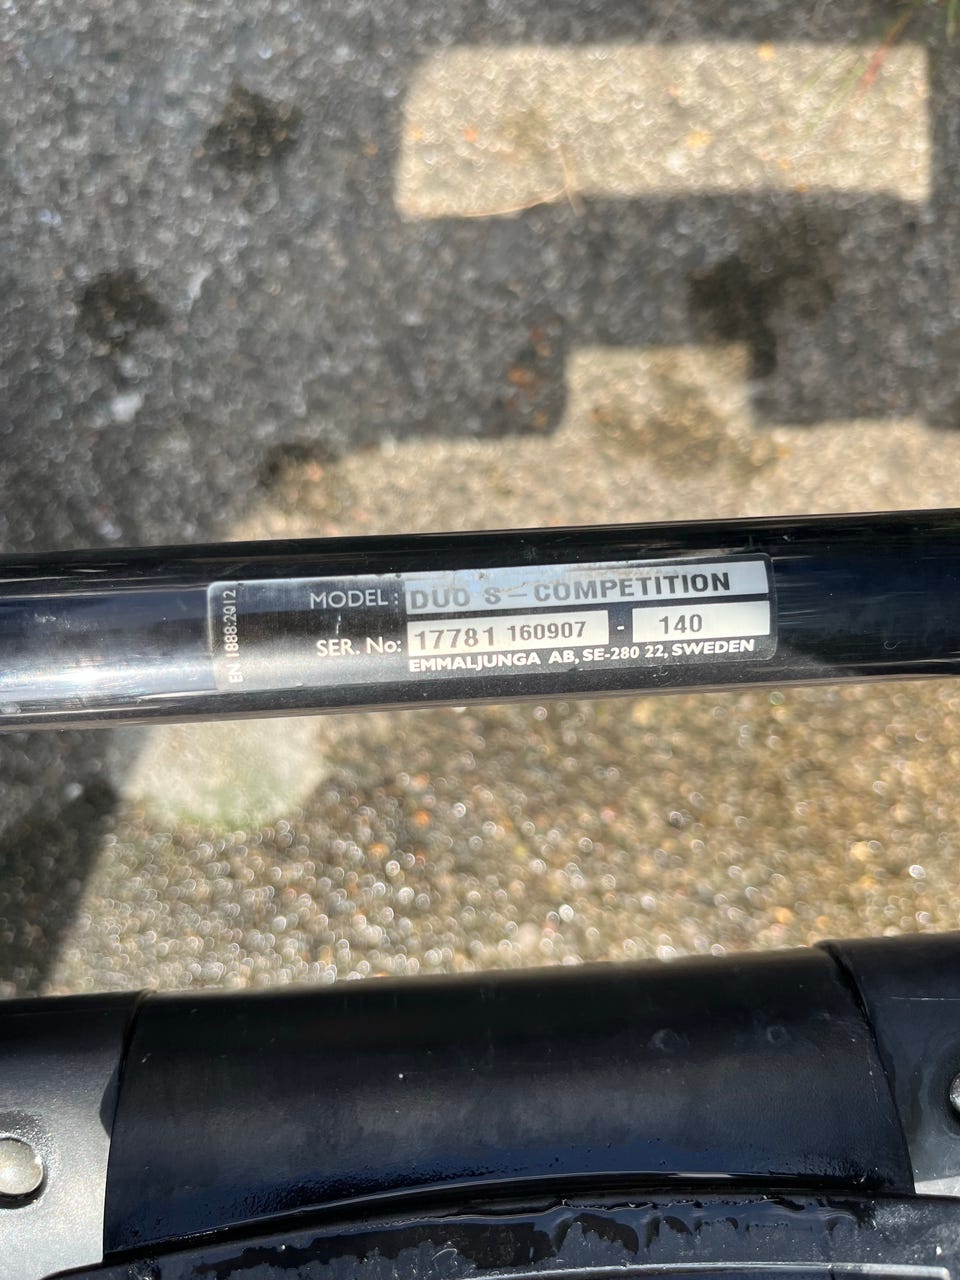 EN 1888:2012
MODEL: DUO S – COMPETITION
SER. No: 17781 160907 - 140
EMMALJUNGA AB, SE-280 22, SWEDEN